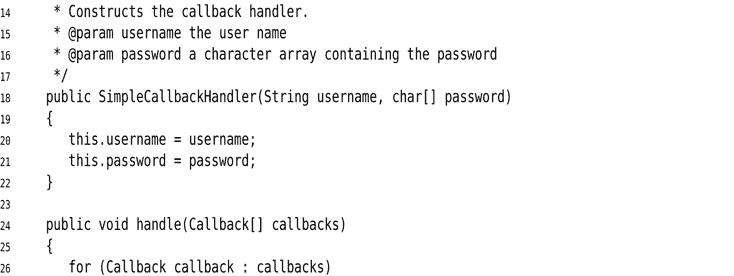 14 * Constructs the callback handler.
15 * @param username the user name
16 * @param password a character array containing the password
17 */
18 public SimpleCallbackHandler(String username, char[] password)
19 {
20 this.username = username;
21 this.password = password;
22 }
23
24 public void handle(Callback[] callbacks)
25 {
26 for (Callback callback : callbacks)